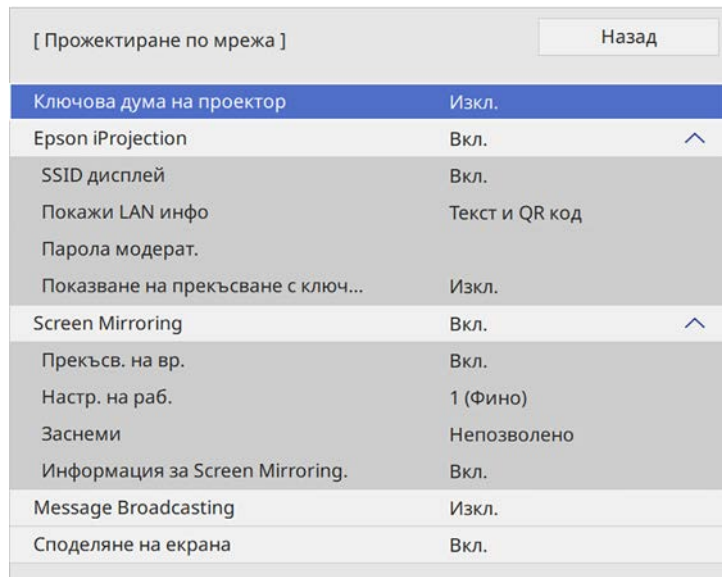 [ Прожектиране по мрежа ] Назад
Ключова дума на проектор Изкл.
Epson iProjection Вкл.
SSID дисплей Вкл.
Покажи LAN инфо Текст и QR код
Парола модерат.
Показване на прекъсване с ключ... Изкл.
Screen Mirroring Вкл.
Прекъсв. на вр. Вкл.
Настр. на раб. 1 (Фино)
Заснеми Непозволено
Информация за Screen Mirroring. Вкл.
Message Broadcasting Изкл.
Споделяне на екрана Вкл.